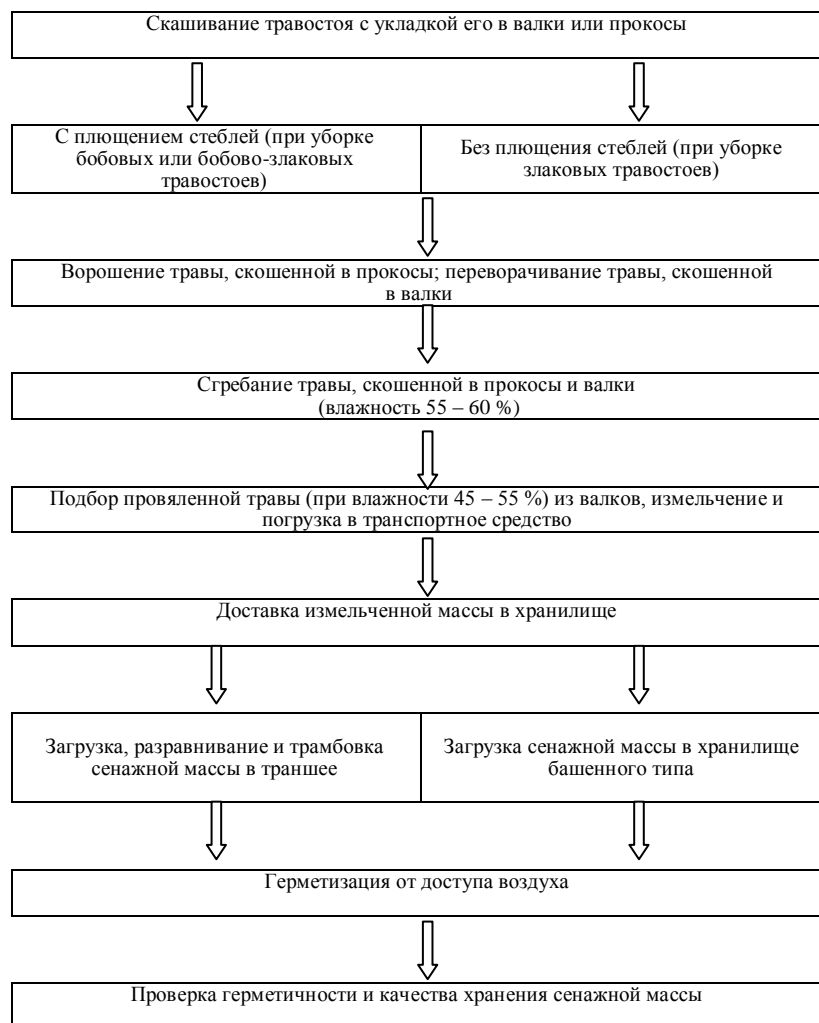 Скашивание травостоя с укладкой его в валки или прокосы
С плющением стеблей (при уборке
бобовых или бобово-злаковых
травостоев)
Без плющения стеблей (при уборке
злаковых травостоев)
Ворошение травы, скошенной в прокосы; переворачивание травы, скошенной
в валки
Сгребание травы, скошенной в прокосы и валки
(влажность 55 – 60 %)
Подбор провяленной травы (при влажности 45 – 55 %) из валков, измельчение и
погрузка в транспортное средство
Доставка измельченной массы в хранилище
Загрузка, разравнивание и трамбовка
сенажной массы в траншее
Загрузка сенажной массы в хранилище
башенного типа
Герметизация от доступа воздуха
Проверка герметичности и качества хранения сенажной массы